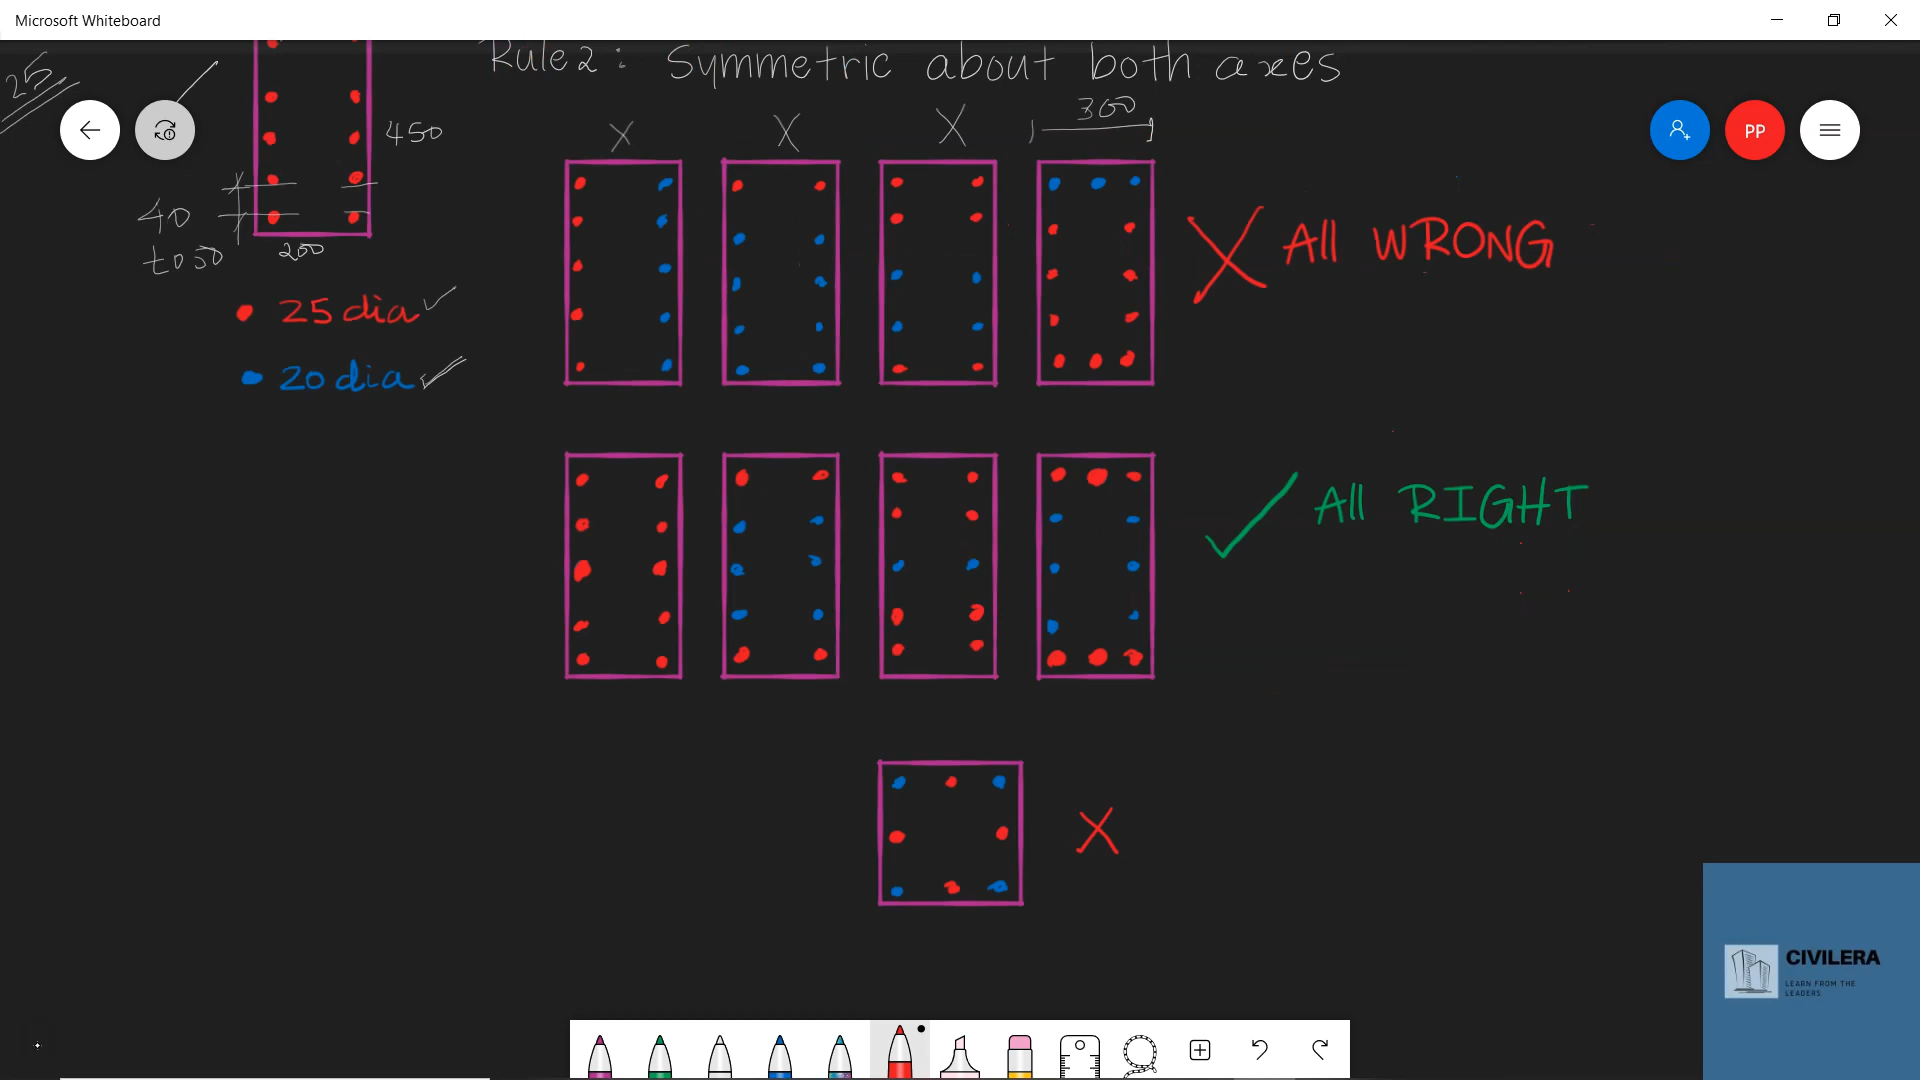 Microsoft Whiteboard
Rule 2: Symmetric about both axes
25
X X X
300
450
40
to 50
200
PP
X All WRONG
25 dia ✓
20 dia ✓
✓ All RIGHT
X
CIVILERA
LEARN FROM THE
LEADERS